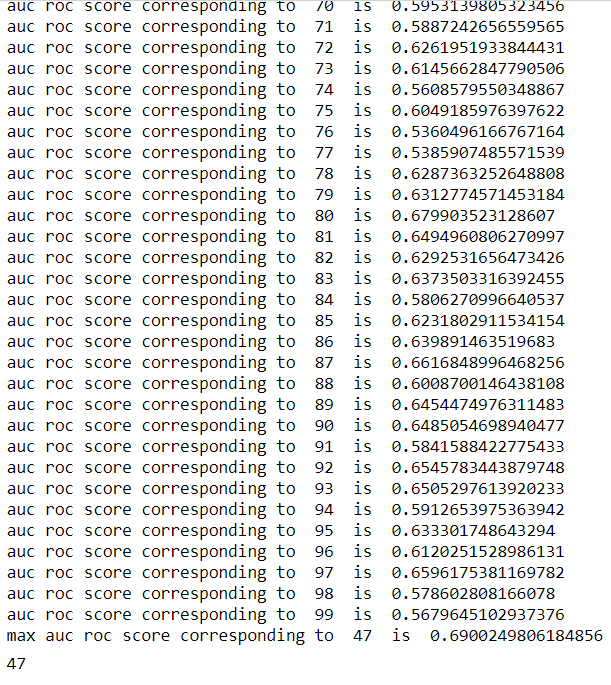 auc roc score corresponding to  70  is  0.5953139805323456
auc roc score corresponding to  71  is  0.5887242656559565
auc roc score corresponding to  72  is  0.6261951933844431
auc roc score corresponding to  73  is  0.6145662847790506
auc roc score corresponding to  74  is  0.5608579550348867
auc roc score corresponding to  75  is  0.6049185976397622
auc roc score corresponding to  76  is  0.5360496166767164
auc roc score corresponding to  77  is  0.5385907485571539
auc roc score corresponding to  78  is  0.6287363252648808
auc roc score corresponding to  79  is  0.6312774571453184
auc roc score corresponding to  80  is  0.679903523128607
auc roc score corresponding to  81  is  0.6494960806270997
auc roc score corresponding to  82  is  0.6292531656473426
auc roc score corresponding to  83  is  0.6373503316392455
auc roc score corresponding to  84  is  0.5806270996640537
auc roc score corresponding to  85  is  0.6231802911534154
auc roc score corresponding to  86  is  0.639891463519683
auc roc score corresponding to  87  is  0.6616848996468256
auc roc score corresponding to  88  is  0.6008700146438108
auc roc score corresponding to  89  is  0.6454474976311483
auc roc score corresponding to  90  is  0.6485054698940477
auc roc score corresponding to  91  is  0.5841588422775433
auc roc score corresponding to  92  is  0.6545783443879748
auc roc score corresponding to  93  is  0.6505297613920233
auc roc score corresponding to  94  is  0.5912653975363942
auc roc score corresponding to  95  is  0.633301748643294
auc roc score corresponding to  96  is  0.6120251528986131
auc roc score corresponding to  97  is  0.6596175381169782
auc roc score corresponding to  98  is  0.578602808166078
auc roc score corresponding to  99  is  0.5679645102937376
max auc roc score corresponding to  47  is  0.6900249806184856
47